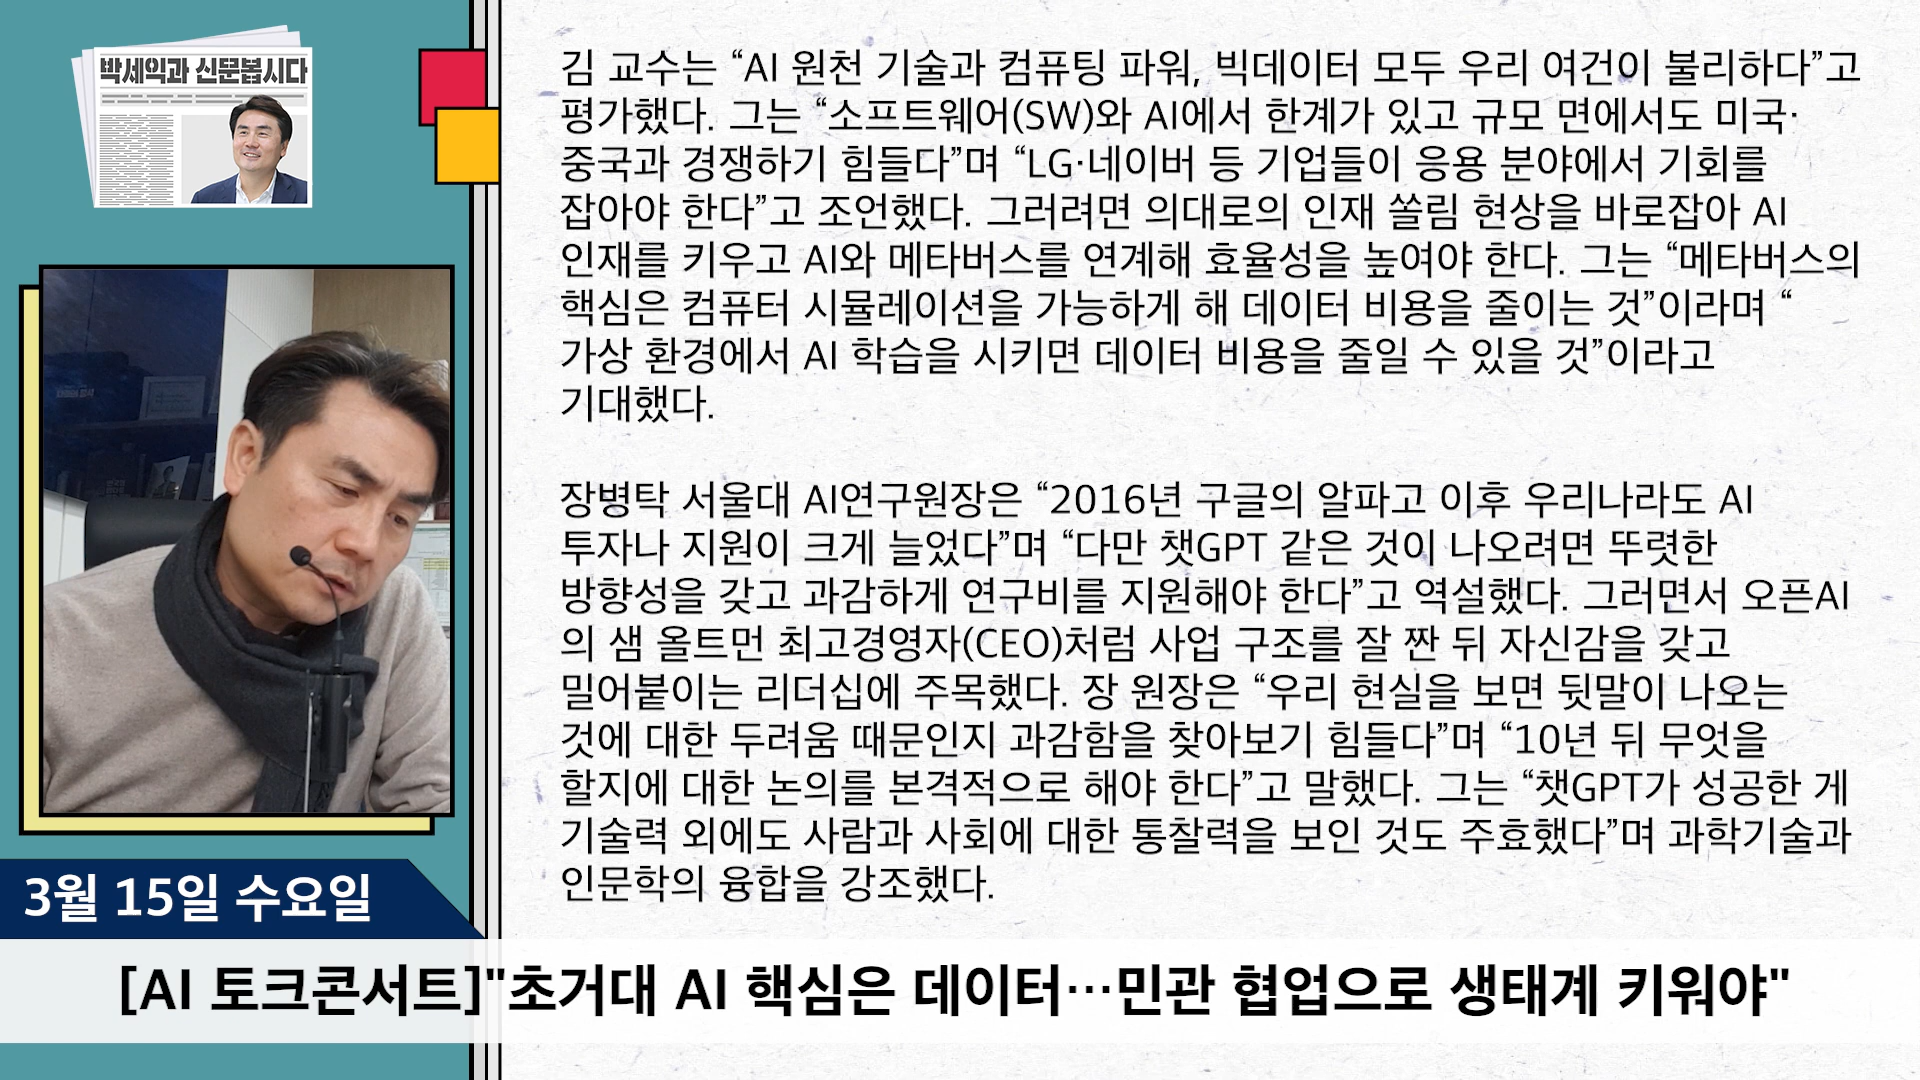 박세익과 신문봅시다
김 교수는 “AI 원천 기술과 컴퓨팅 파워, 빅데이터 모두 우리 여건이 불리하다”고
평가했다. 그는 “소프트웨어(SW)와 AI에서 한계가 있고 규모 면에서도 미국·
중국과 경쟁하기 힘들다”며 “LG·네이버 등 기업들이 응용 분야에서 기회를
잡아야 한다”고 조언했다. 그러려면 의대로의 인재 쏠림 현상을 바로잡아 AI
인재를 키우고 AI와 메타버스를 연계해 효율성을 높여야 한다. 그는 “메타버스의
핵심은 컴퓨터 시뮬레이션을 가능하게 해 데이터 비용을 줄이는 것”이라며 “
가상 환경에서 AI 학습을 시키면 데이터 비용을 줄일 수 있을 것”이라고
기대했다.
장병탁 서울대 AI연구원장은 “2016년 구글의 알파고 이후 우리나라도 AI
투자나 지원이 크게 늘었다”며 “다만 챗GPT 같은 것이 나오려면 뚜렷한
방향성을 갖고 과감하게 연구비를 지원해야 한다”고 역설했다. 그러면서 오픈AI
의 샘 올트먼 최고경영자(CEO)처럼 사업 구조를 잘 짠 뒤 자신감을 갖고
밀어붙이는 리더십에 주목했다. 장 원장은 “우리 현실을 보면 뒷말이 나오는
것에 대한 두려움 때문인지 과감함을 찾아보기 힘들다”며 “10년 뒤 무엇을
할지에 대한 논의를 본격적으로 해야 한다”고 말했다. 그는 “챗GPT가 성공한 게
기술력 외에도 사람과 사회에 대한 통찰력을 보인 것도 주효했다”며 과학기술과
인문학의 융합을 강조했다.
3월 15일 수요일
[AI 토크콘서트]"초거대 AI 핵심은 데이터…민관 협업으로 생태계 키워야"